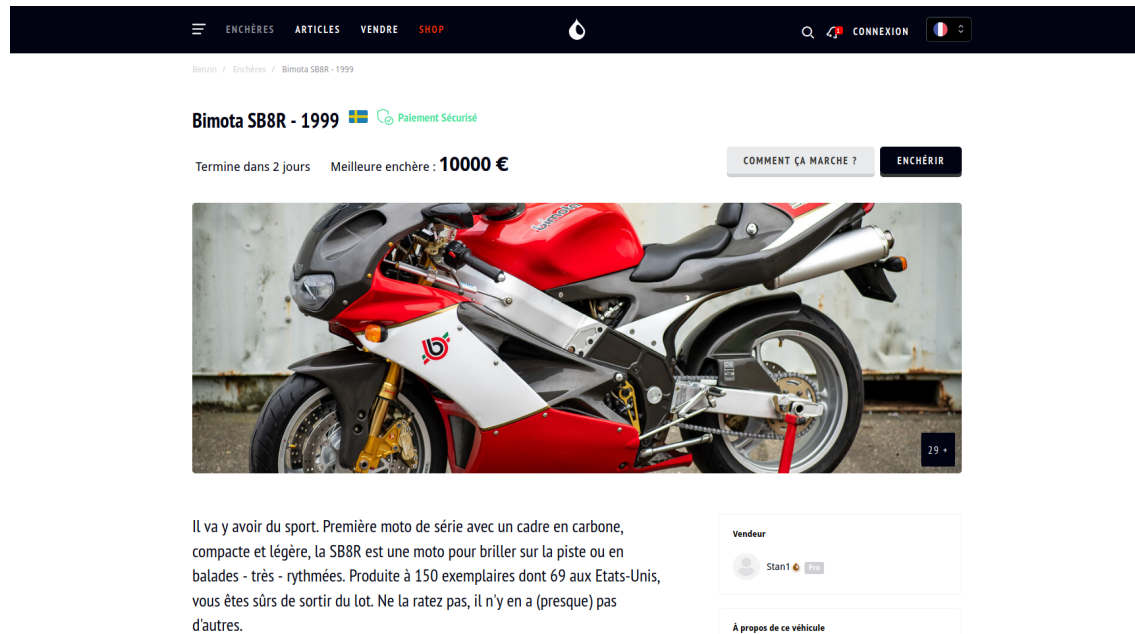 ENCHÈRES ARTICLES VENDRE SHOP
1 CONNEXION
Benzin / Enchères / Bimota SB8R - 1999
Bimota SB8R - 1999 Paiement Sécurisé
Termine dans 2 jours Meilleure enchère : 10000 €
COMMENT ÇA MARCHE ? ENCHÉRIR
bimota
b
29 +
Il va y avoir du sport. Première moto de série avec un cadre en carbone,
compacte et légère, la SB8R est une moto pour briller sur la piste ou en
balades - très - rythmées. Produite à 150 exemplaires dont 69 aux Etats-Unis,
vous êtes sûrs de sortir du lot. Ne la ratez pas, il n'y en a (presque) pas
d'autres.
Vendeur
Stan1 Pro
À propos de ce véhicule